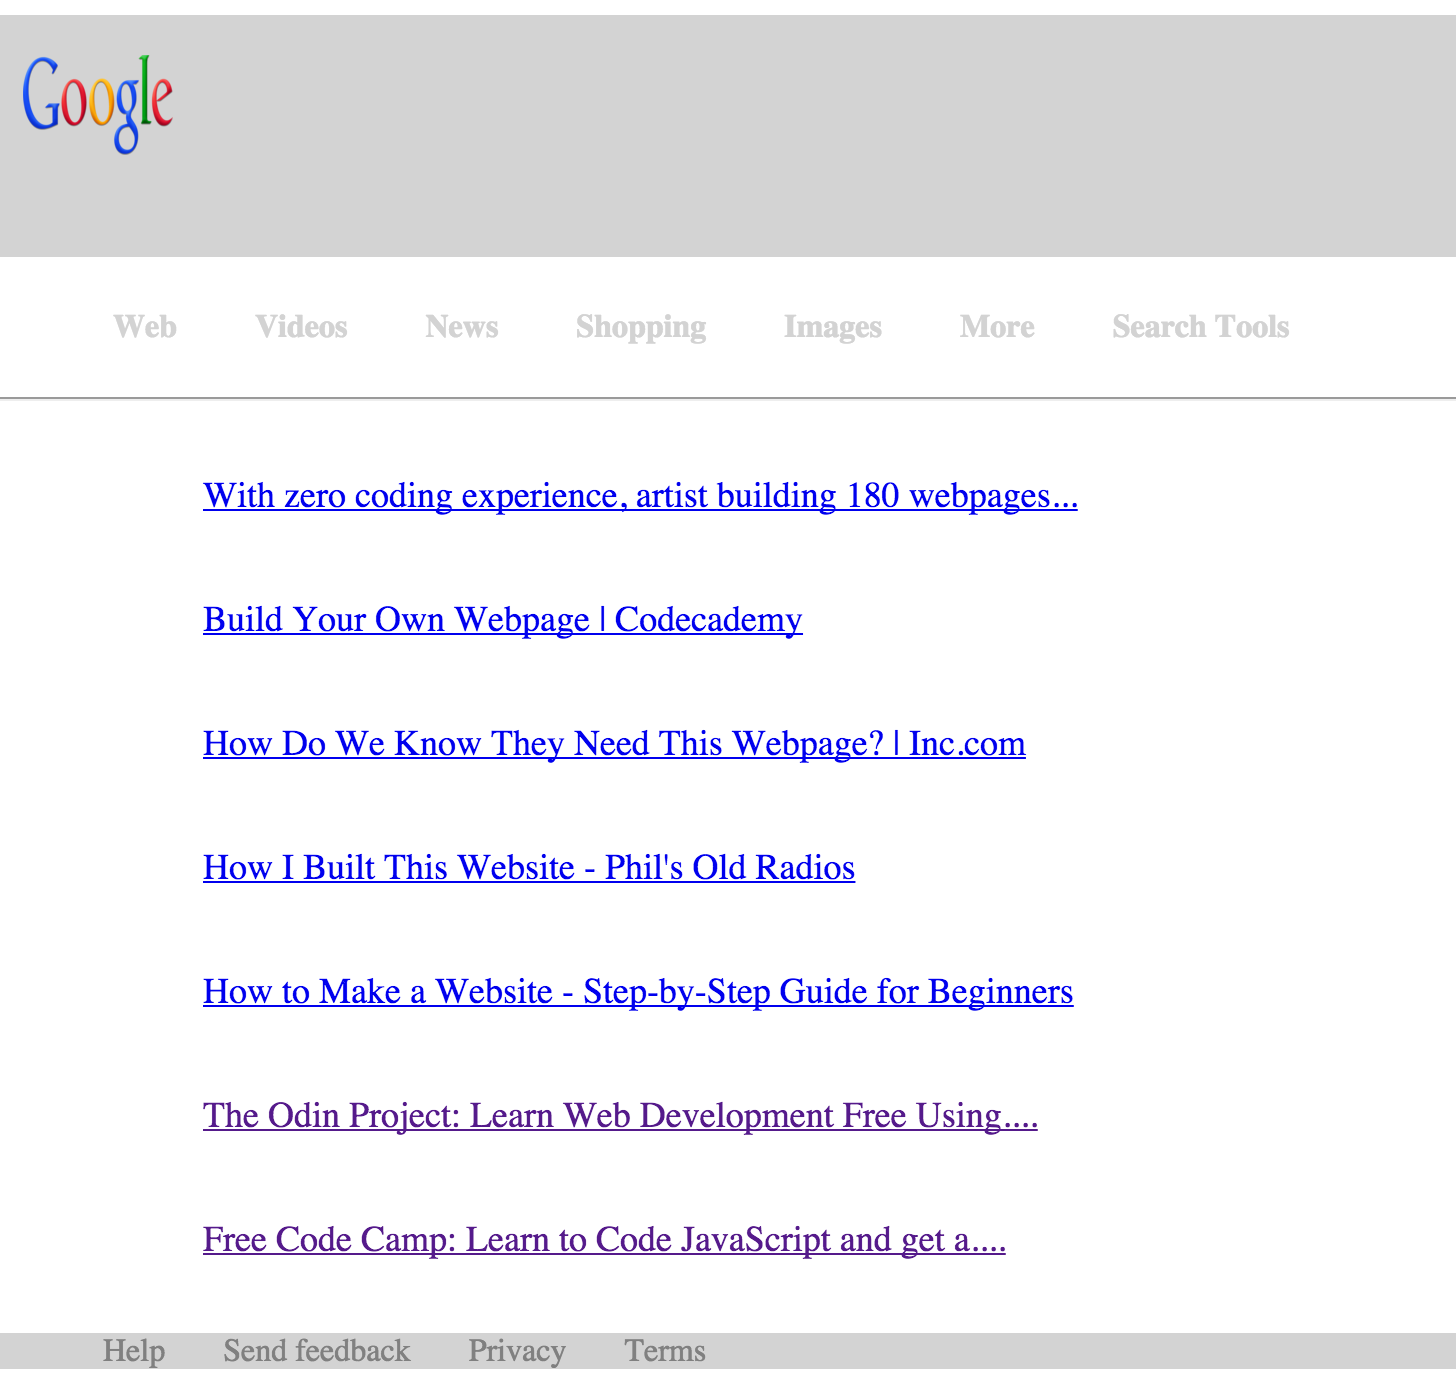 Google
Web Videos News Shopping Images More Search Tools
With zero coding experience, artist building 180 webpages...
Build Your Own Webpage | Codecademy
How Do We Know They Need This Webpage? | Inc.com
How I Built This Website - Phil's Old Radios
How to Make a Website - Step-by-Step Guide for Beginners
The Odin Project: Learn Web Development Free Using....
Free Code Camp: Learn to Code JavaScript and get a....
Help Send feedback Privacy Terms